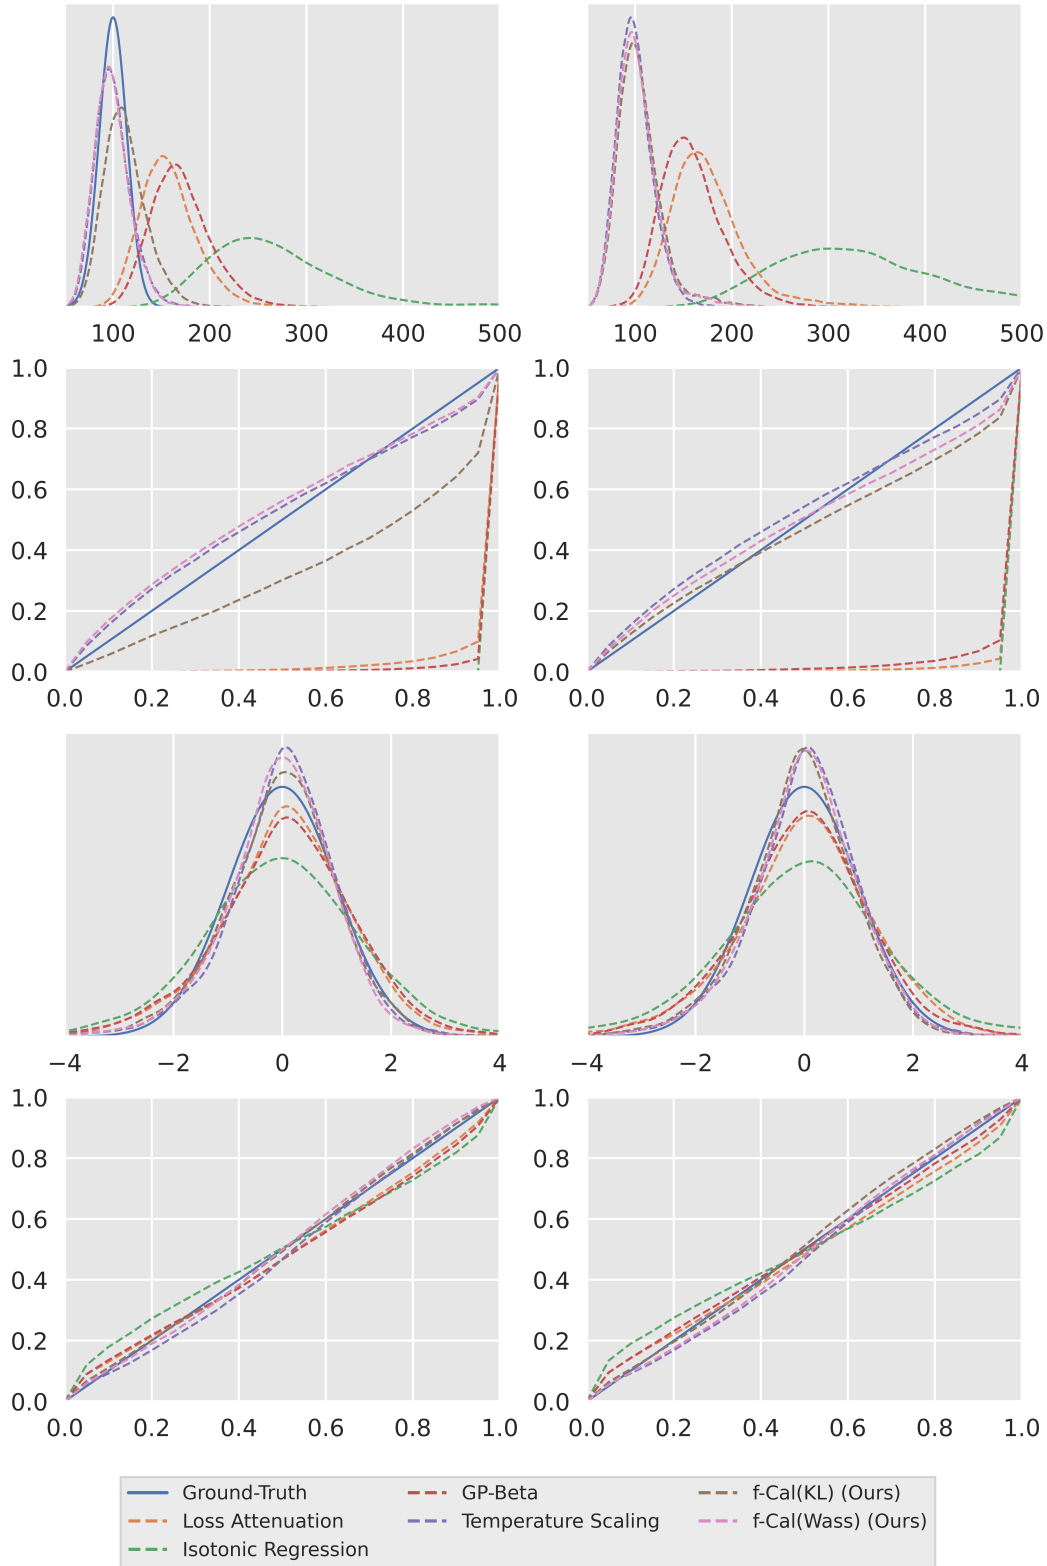 100 200 300 400 500 100 200 300 400 500
1.0 1.0
0.8 0.8
0.6 0.6
0.4 0.4
0.2 0.2
0.0 0.0
0.0 0.2 0.4 0.6 0.8 1.0 0.0 0.2 0.4 0.6 0.8 1.0
−4 −2 0 2 4 −4 −2 0 2 4
1.0 1.0
0.8 0.8
0.6 0.6
0.4 0.4
0.2 0.2
0.0 0.0
0.0 0.2 0.4 0.6 0.8 1.0 0.0 0.2 0.4 0.6 0.8 1.0
Ground-Truth GP-Beta f-Cal(KL) (Ours)
Loss Attenuation Temperature Scaling f-Cal(Wass) (Ours)
Isotonic Regression